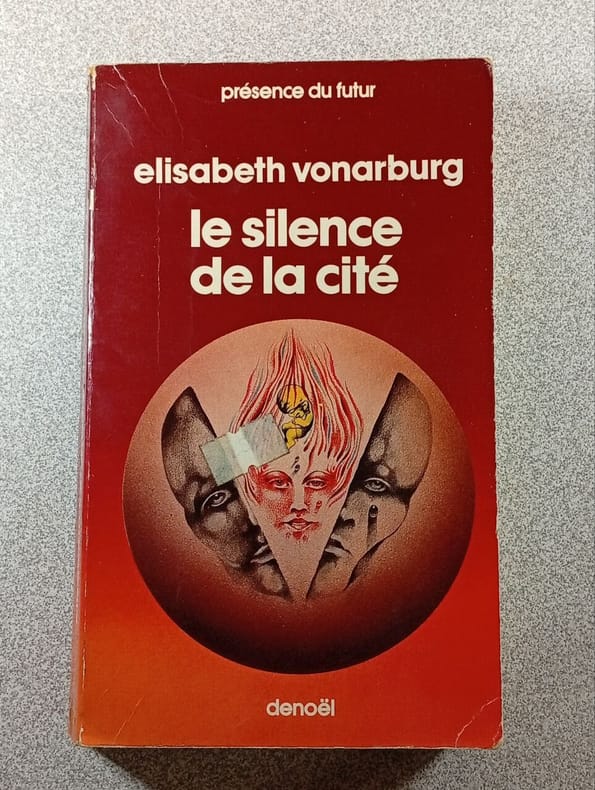 présence du futur
elisabeth vonarburg
le silence
de la cité
denoël